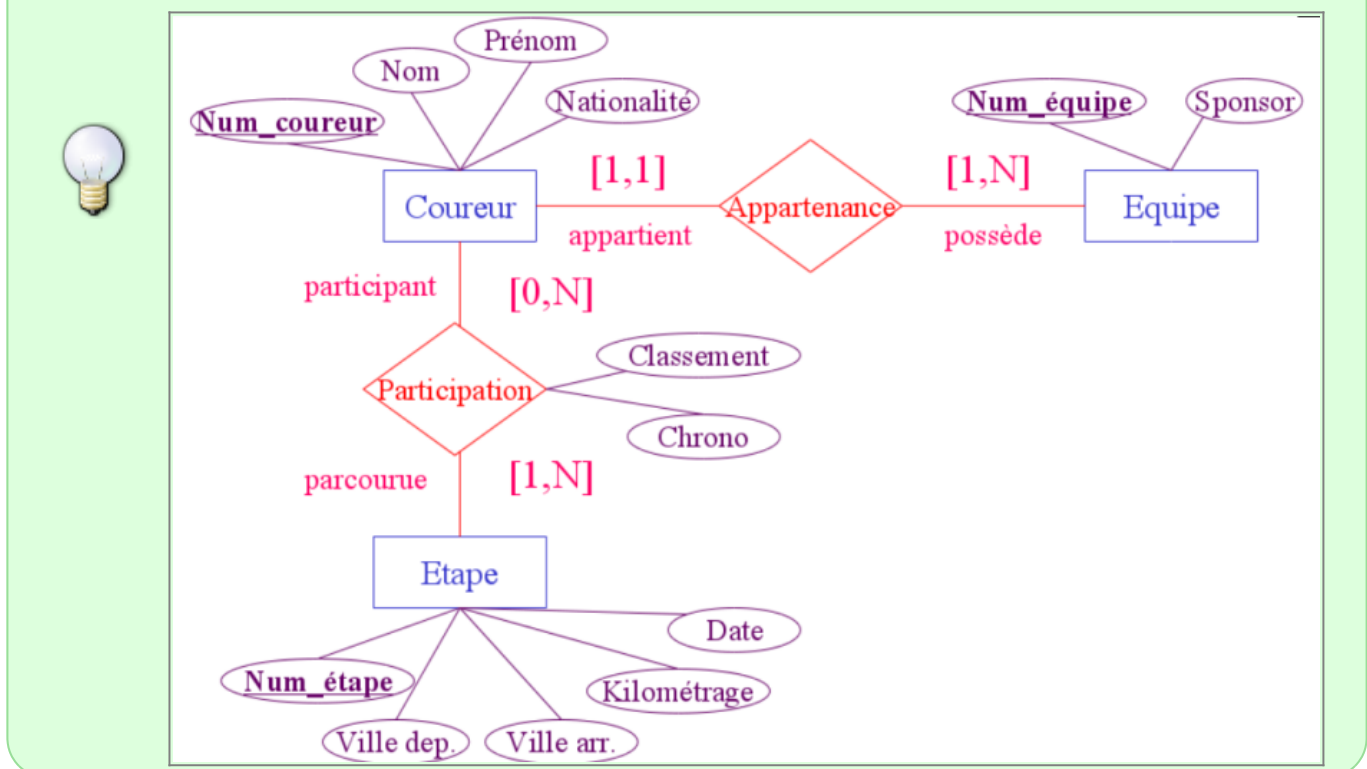 Prénom
Nom
Nationalité
Num_coureur
Num_équipe
Sponsor
[1,1]
[1,N]
Coureur
Appartenance
Equipe
appartient
possède
participant
[0,N]
Classement
Participation
Chrono
parcourue
[1,N]
Etape
Date
Num_étape
Kilométrage
Ville dep.
Ville arr.